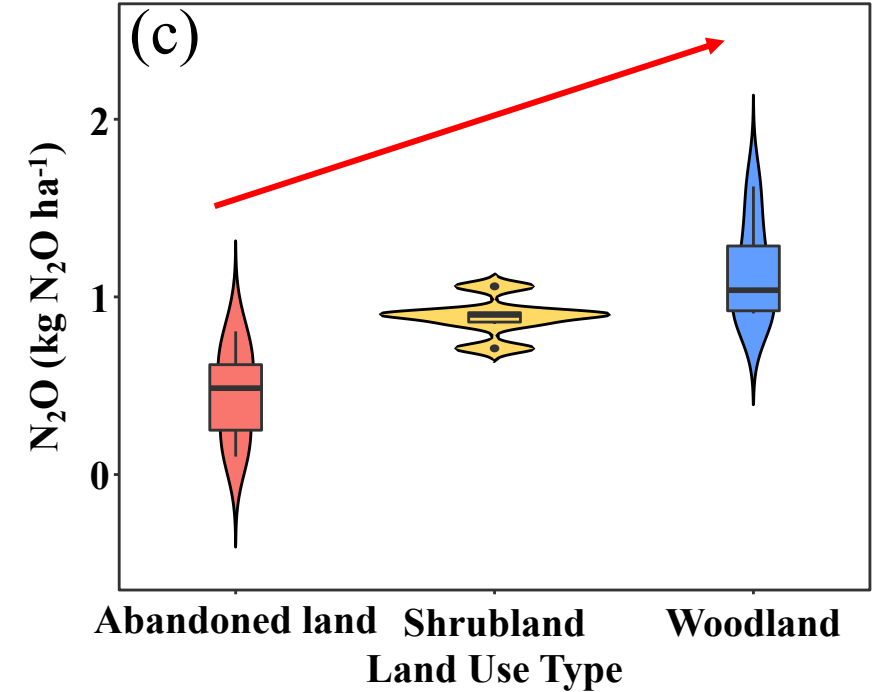 (c)
N₂O (kg N₂O ha⁻¹)
2
1
0
Abandoned land Shrubland Woodland
Land Use Type